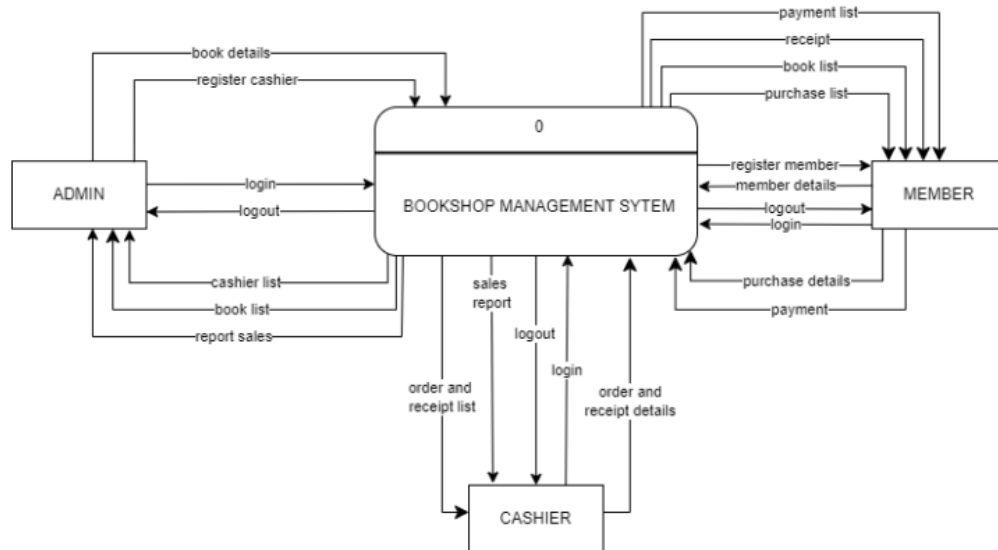 payment list
receipt
book details
book list
register cashier
purchase list
0
register member
ADMIN
login
member details
MEMBER
BOOKSHOP MANAGEMENT SYTEM
logout
logout
login
cashier list
sales
report
purchase details
book list
payment
report sales
logout
login
order and
receipt list
order and
receipt details
CASHIER